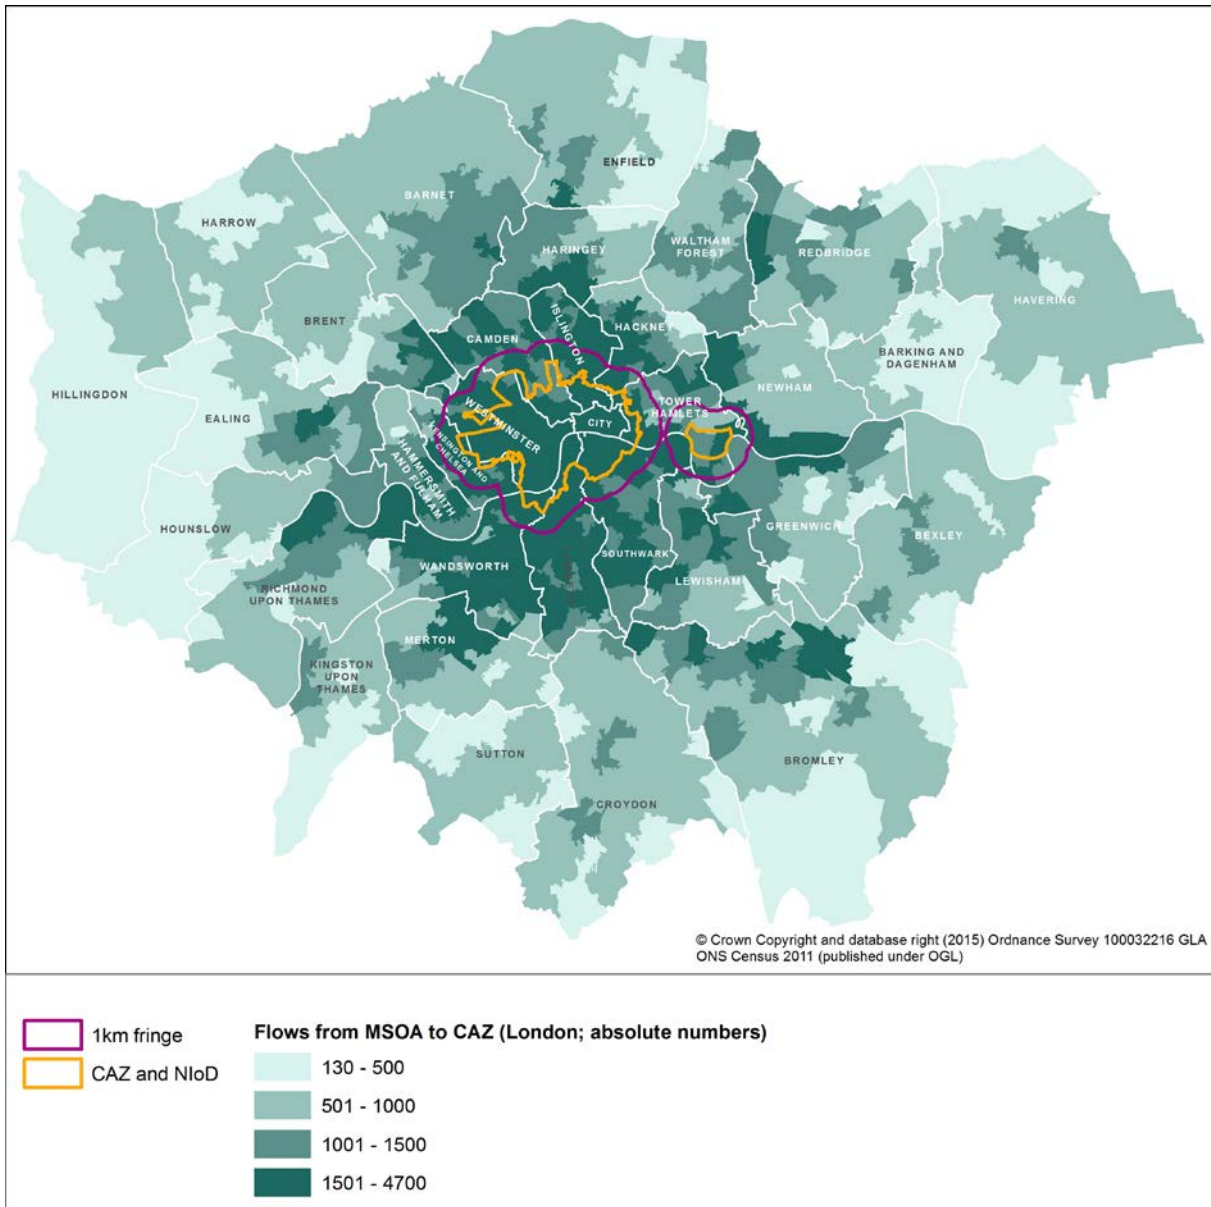 ENFIELD
BARNET
HARROW
HARINGEY
WALTHAM
FOREST
REDBRIDGE
HAVERING
BRENT
ISLINGTON
HACKNEY
CAMDEN
BARKING AND
DAGENHAM
HILLINGDON
NEWHAM
EALING
TOWER
HAMLETS
WESTMINSTER
CITY
KENSINGTON AND
CHELSEA
HAMMERSMITH
AND FULHAM
HOUNSLOW
GREENWICH
BEXLEY
SOUTHWARK
WANDSWORTH
LEWISHAM
RICHMOND
UPON THAMES
MERTON
KINGSTON
UPON
THAMES
SUTTON
BROMLEY
CROYDON
© Crown Copyright and database right (2015) Ordnance Survey 100032216 GLA
ONS Census 2011 (published under OGL)
1km fringe
CAZ and NIoD
Flows from MSOA to CAZ (London; absolute numbers)
130 - 500
501 - 1000
1001 - 1500
1501 - 4700